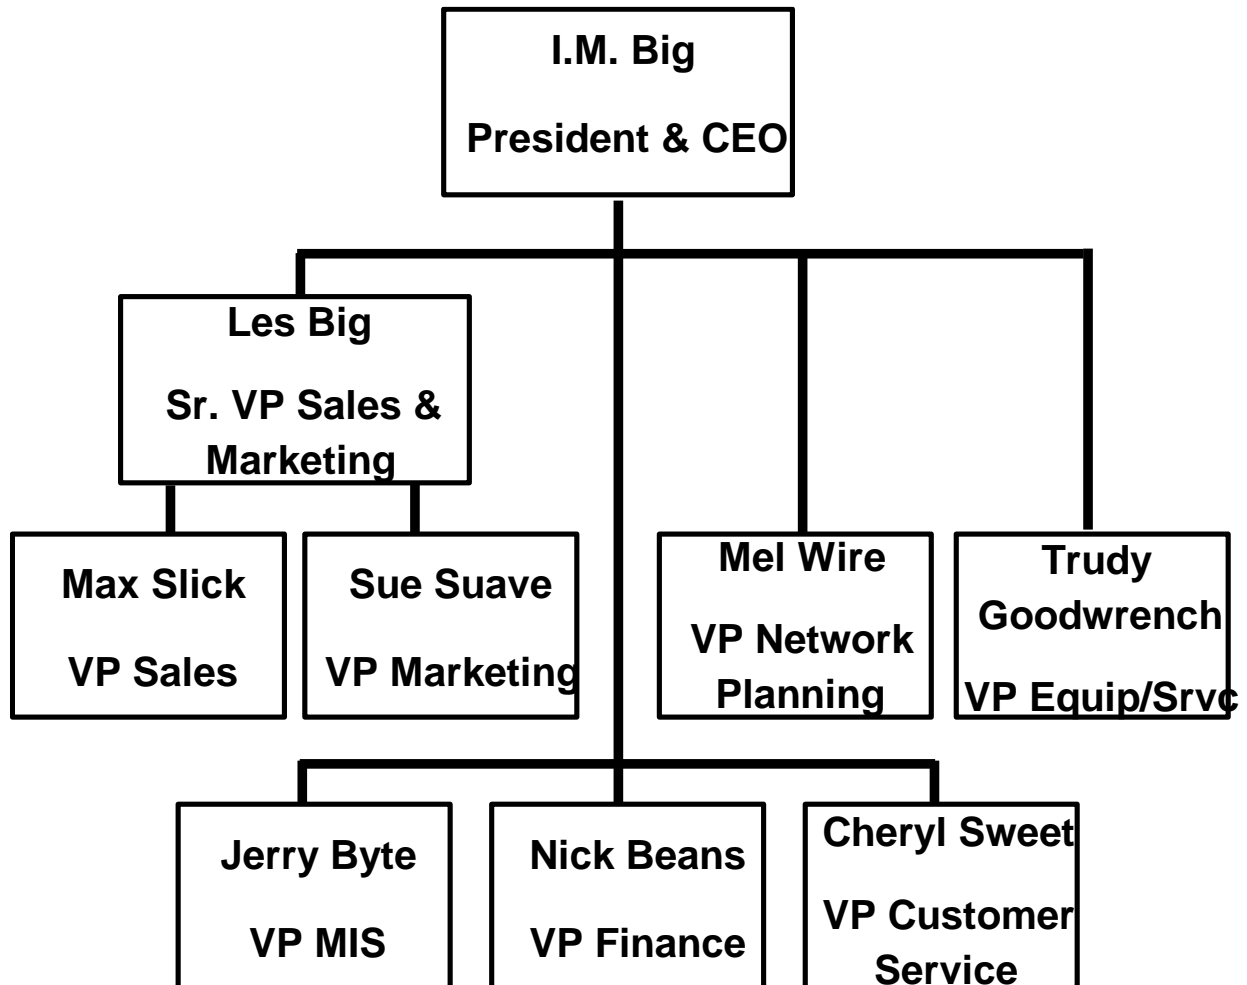 I.M. Big
President & CEO
Les Big
Sr. VP Sales &
Marketing
Max Slick
VP Sales
Sue Suave
VP Marketing
Mel Wire
VP Network
Planning
Trudy
Goodwrench
VP Equip/Srvc
Jerry Byte
VP MIS
Nick Beans
VP Finance
Cheryl Sweet
VP Customer
Service